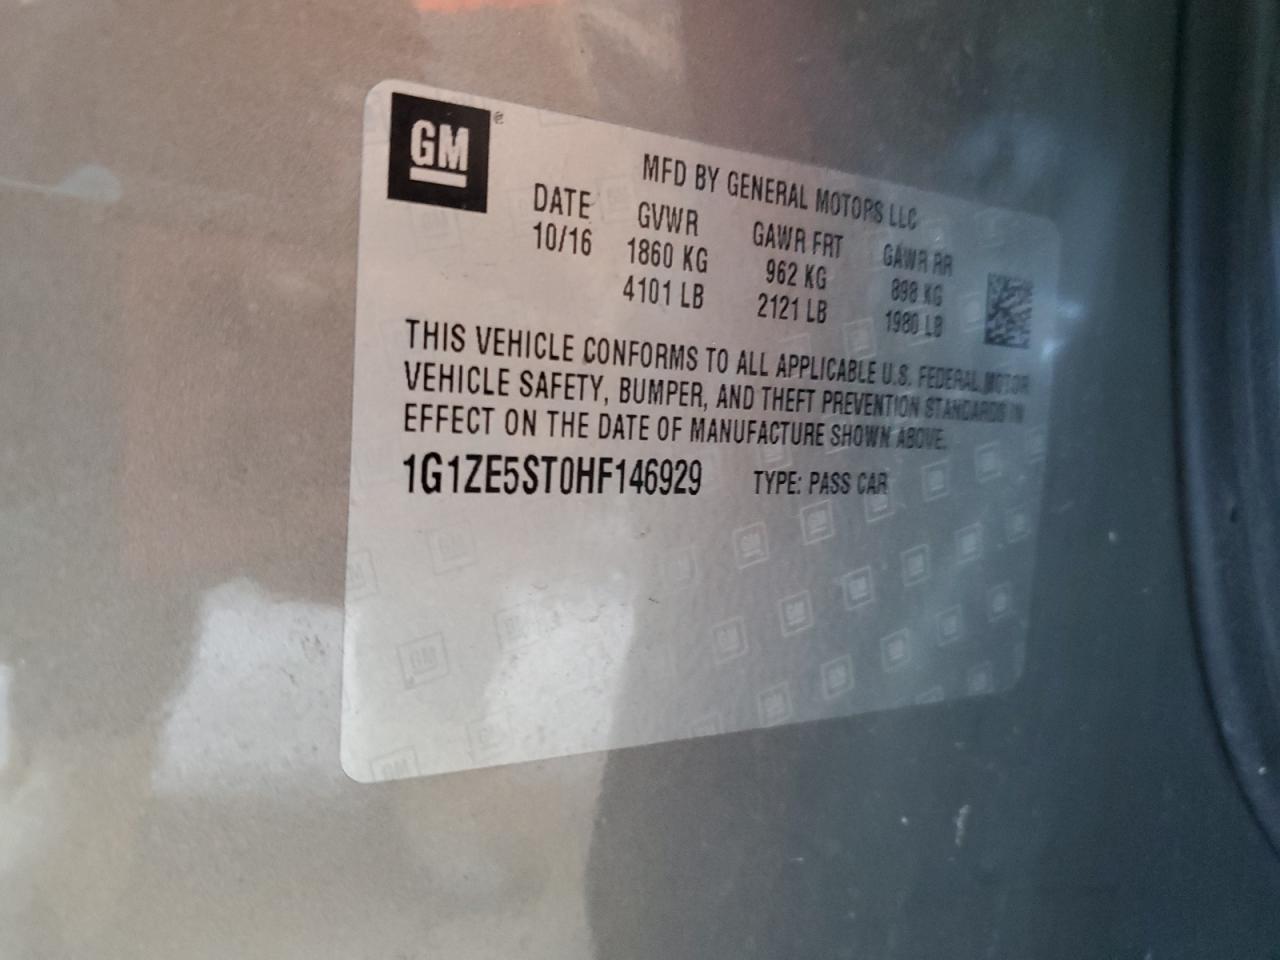 GM
MFD BY GENERAL MOTORS LLC
DATE GVWR GAWR FRT GAWR RR
10/16 1860 KG 962 KG 898 KG
4101 LB 2121 LB 1980 LB
THIS VEHICLE CONFORMS TO ALL APPLICABLE U.S. FEDERAL MOTOR
VEHICLE SAFETY, BUMPER, AND THEFT PREVENTION STANDARDS IN
EFFECT ON THE DATE OF MANUFACTURE SHOWN ABOVE.
1G1ZE5ST0HF146929 TYPE: PASS CAR